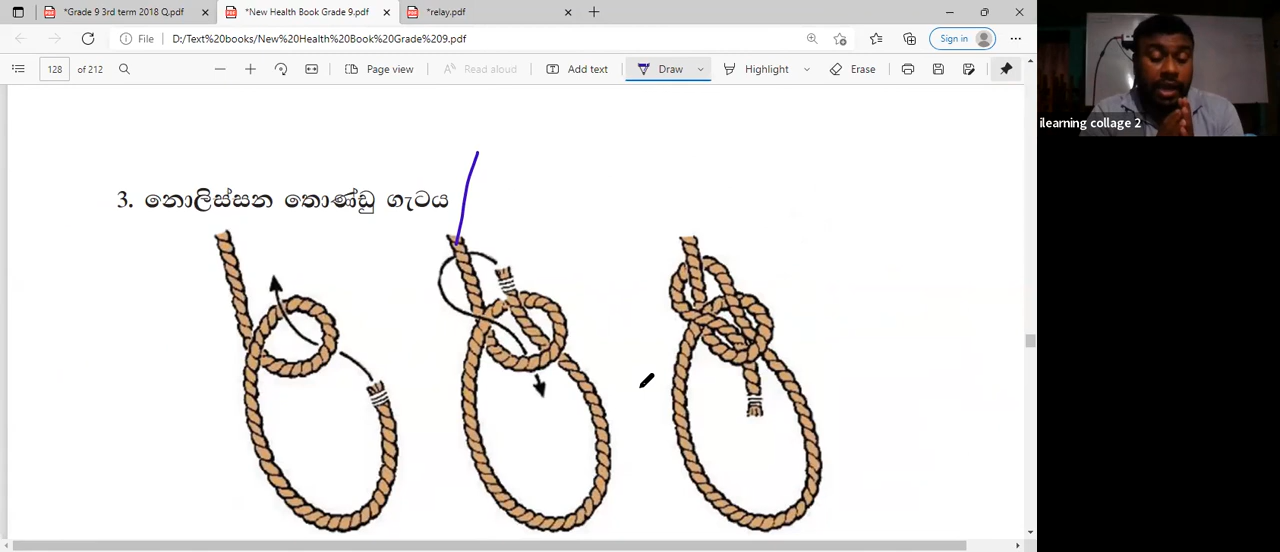 *Grade 9 3rd term 2018 Q.pdf
*New Health Book Grade 9.pdf
*relay.pdf
File
D:/Text%20books/New%20Health%20Book%20Grade%209.pdf
Sign in
128 of 212
Page view
Read aloud
Add text
Draw
Highlight
Erase
ilearning collage 2
3. නොලිස්සන තොණ්ඩු ගැටය